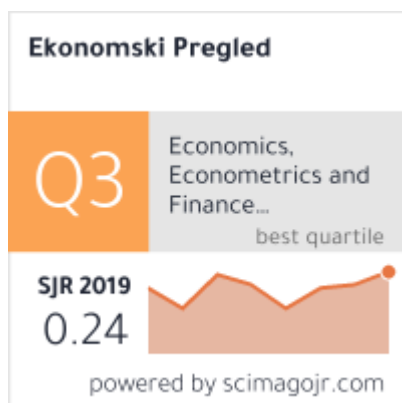 Ekonomski Pregled
Q3
Economics,
Econometrics and
Finance...
best quartile
SJR 2019
0.24
powered by scimagojr.com